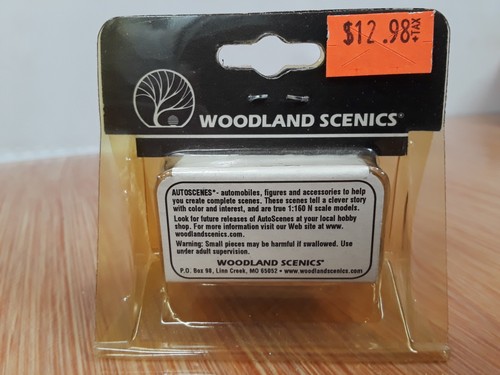 $12.98
+TAX
WOODLAND SCENICS®
AUTOSCENES®- automobiles, figures and accessories to help
you create complete scenes. These scenes tell a clever story
with color and interest, and are true 1:160 N scale models.
Look for future releases of AutoScenes at your local hobby
shop. For more information visit our Web site at www.
woodlandscenics.com.
Warning: Small pieces may be harmful if swallowed. Use
under adult supervision.
WOODLAND SCENICS®
P.O. Box 98, Linn Creek, MO 65052 • www.woodlandscenics.com